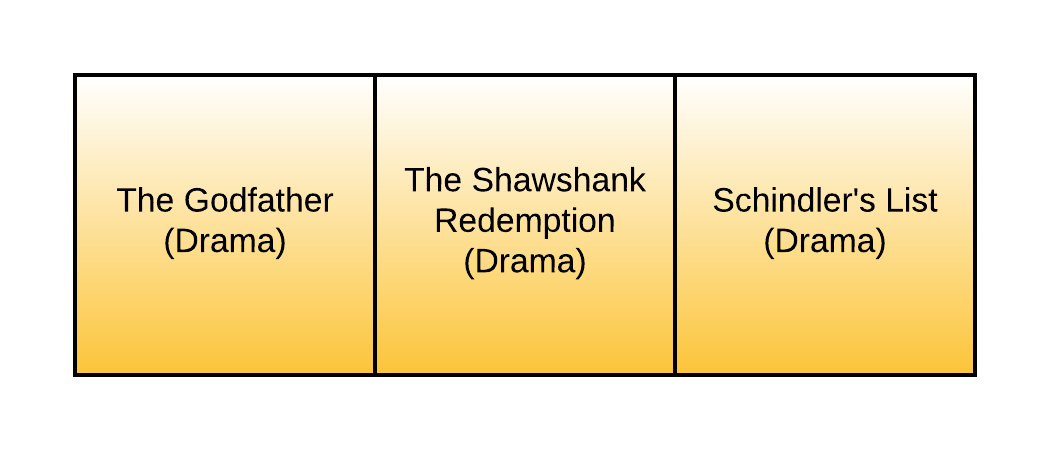 The Godfather
(Drama)
The Shawshank
Redemption
(Drama)
Schindler's List
(Drama)